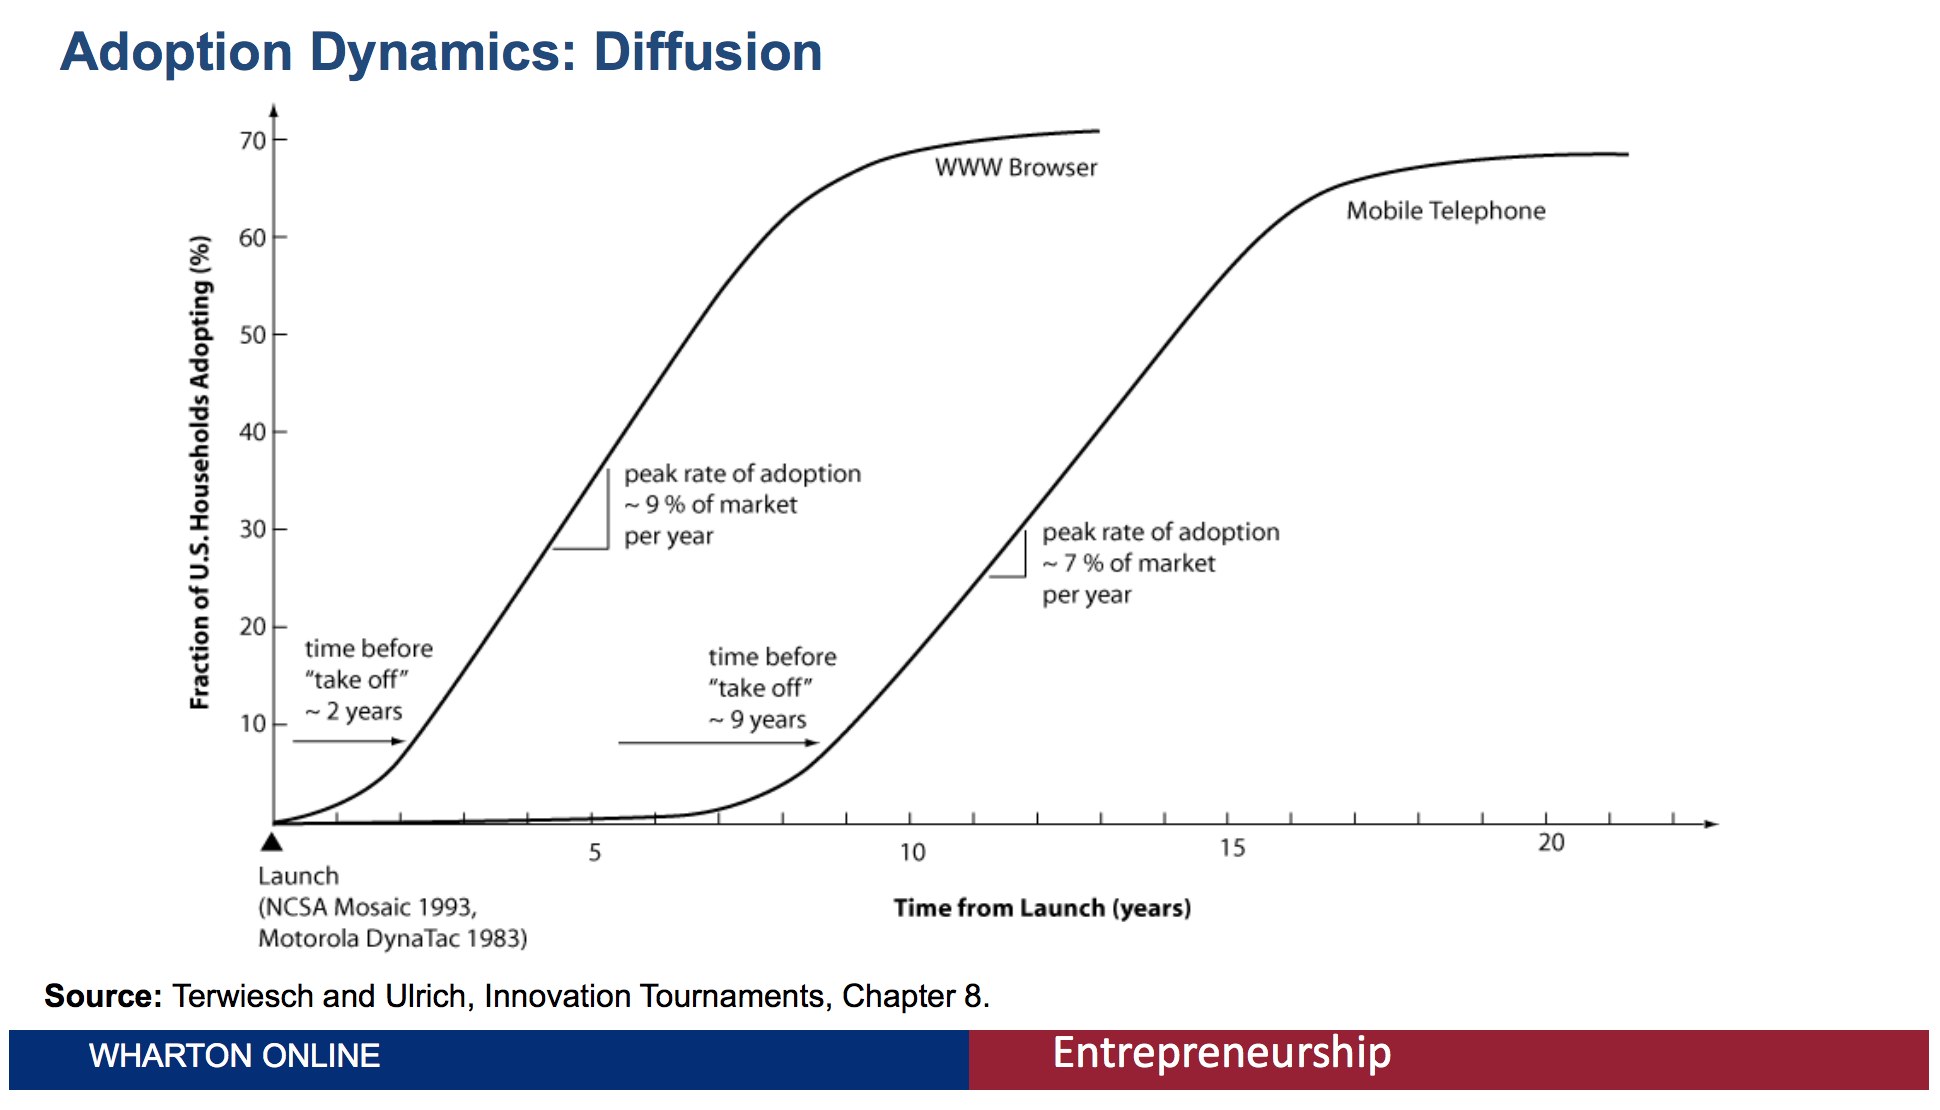 Adoption Dynamics: Diffusion
Fraction of U.S. Households Adopting (%)
70
60
50
40
30
20
10
WWW Browser
Mobile Telephone
peak rate of adoption
~ 9 % of market
per year
peak rate of adoption
~ 7 % of market
per year
time before
“take off”
~ 2 years
time before
“take off”
~ 9 years
5
10
15
20
Launch
(NCSA Mosaic 1993,
Motorola DynaTac 1983)
Time from Launch (years)
Source: Terwiesch and Ulrich, Innovation Tournaments, Chapter 8.
WHARTON ONLINE
Entrepreneurship